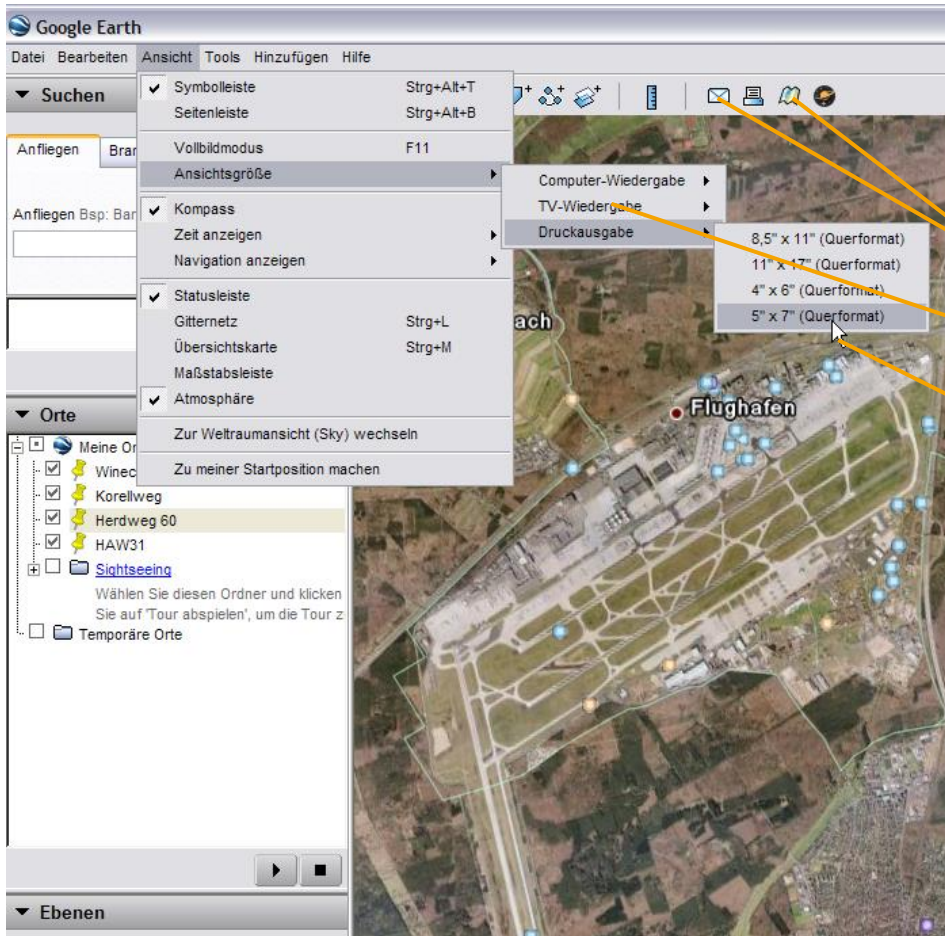 Google Earth
Datei Bearbeiten Ansicht Tools Hinzufügen Hilfe
Suchen
Anfliegen Bran
Anfliegen Bsp: Bar
Symbolleiste Strg+Alt+T
Seitenleiste Strg+Alt+B
Vollbildmodus F11
Ansichtsgröße
Kompass
Zeit anzeigen
Navigation anzeigen
Statusleiste
Gitternetz Strg+L
Übersichtskarte Strg+M
Maßstabsleiste
Atmosphäre
Zur Weltraumansicht (Sky) wechseln
Zu meiner Startposition machen
Computer-Wiedergabe
TV-Wiedergabe
Druckausgabe
8,5" x 11" (Querformat)
11" x 17" (Querformat)
4" x 6" (Querformat)
5" x 7" (Querformat)
ach
Flughafen
Orte
Meine Or
Winec
Korellweg
Herdweg 60
HAW31
Sightseeing
Wählen Sie diesen Ordner und klicken
Sie auf 'Tour abspielen', um die Tour z
Temporäre Orte
Ebenen